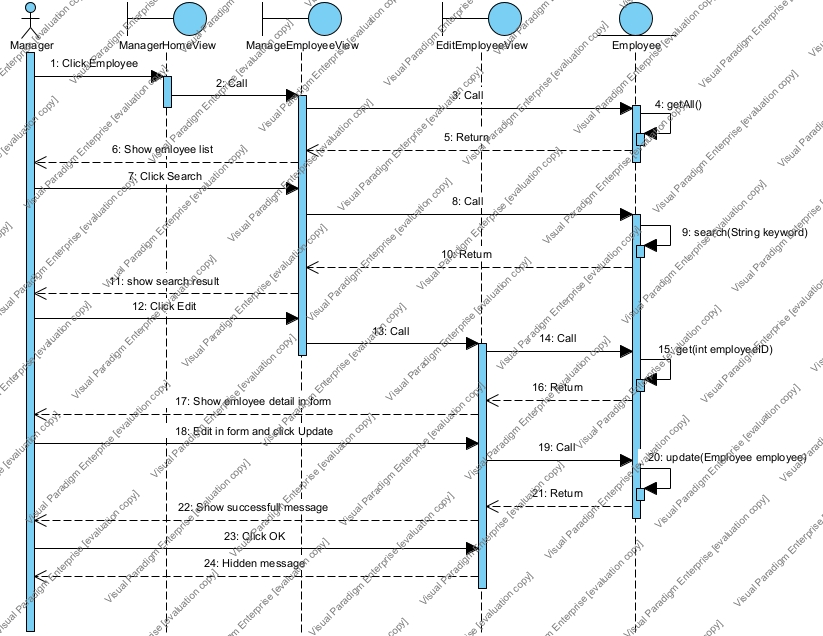 Manager
ManagerHomeView
ManageEmployeeView
EditEmployeeView
Employee
1: Click Employee
2: Call
3: Call
4: getAll()
5: Return
6: Show emloyee list
7: Click Search
8: Call
9: search(String keyword)
10: Return
11: show search result
12: Click Edit
13: Call
14: Call
15: get(int employeeID)
16: Return
17: Show emloyee detail in form
18: Edit in form and click Update
19: Call
20: update(Employee employee)
21: Return
22: Show successfull message
23: Click OK
24: Hidden message
Visual Paradigm Enterprise [evaluation copy]